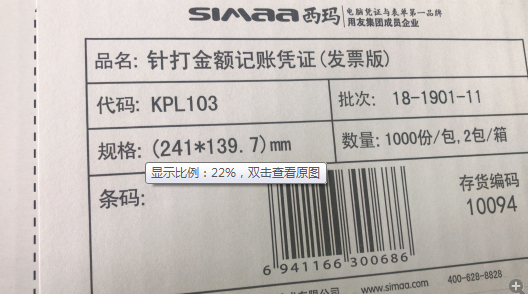 SIMAA 西玛 电脑凭证与表单第一品牌
用友集团成员企业
品名: 针打金额记账凭证(发票版)
代码: KPL103 批次: 18-1901-11
规格: (241*139.7)mm 数量: 1000份/包,2包/箱
显示比例：22%，双击查看原图
条码: 存货编码
10094
6 941166 300686
www.simaa.com 400-628-8828